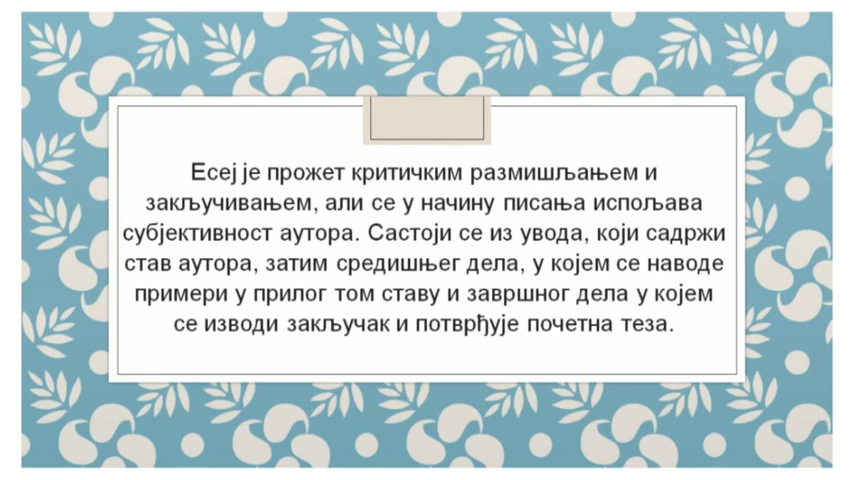 Есеј је прожет критичким размишљањем и
закључивањем, али се у начину писања испољава
субјективност аутора. Састоји се из увода, који садржи
став аутора, затим средишњег дела, у којем се наводе
примери у прилог том ставу и завршног дела у којем
се изводи закључак и потврђује почетна теза.